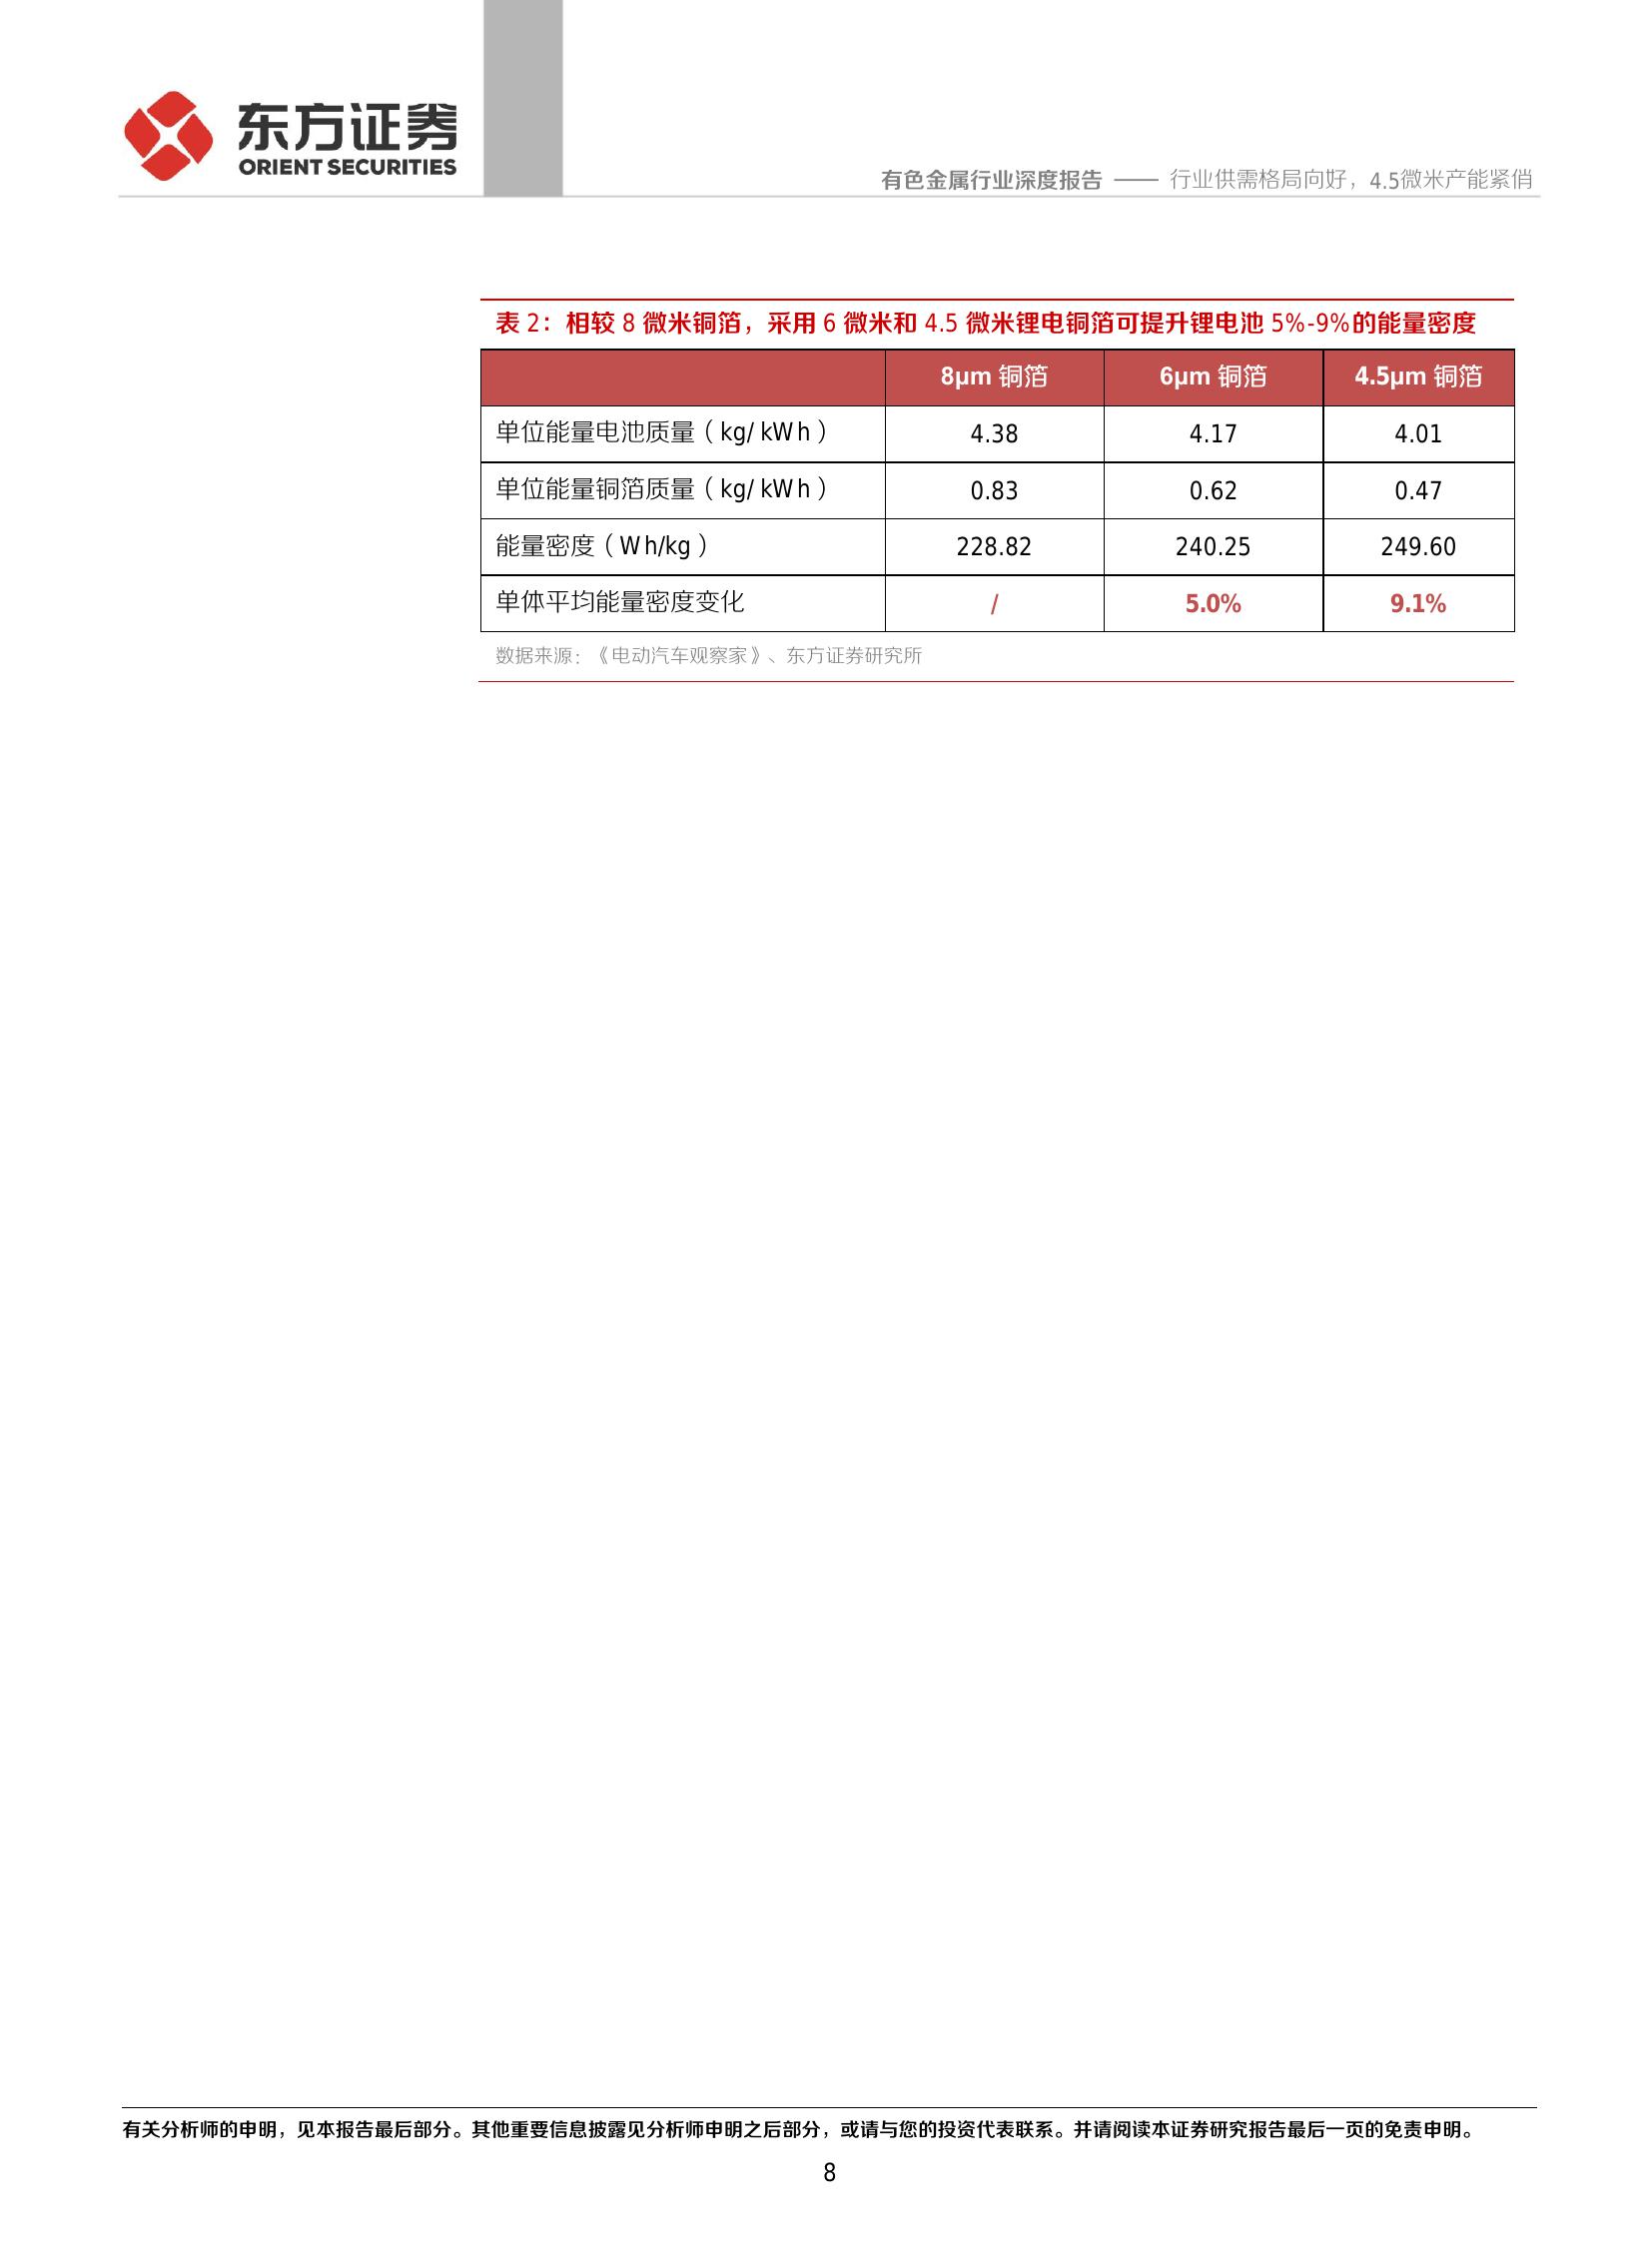 东方证券
ORIENT SECURITIES
有色金属行业深度报告 —— 行业供需格局向好，4.5微米产能紧俏
表 2：相较 8 微米铜箔，采用 6 微米和 4.5 微米锂电铜箔可提升锂电池 5%-9%的能量密度
8μm 铜箔 6μm 铜箔 4.5μm 铜箔
单位能量电池质量（kg/kWh） 4.38 4.17 4.01
单位能量铜箔质量（kg/kWh） 0.83 0.62 0.47
能量密度（Wh/kg） 228.82 240.25 249.60
单体平均能量密度变化 / 5.0% 9.1%
数据来源：《电动汽车观察家》、东方证券研究所
有关分析师的申明，见本报告最后部分。其他重要信息披露见分析师申明之后部分，或请与您的投资代表联系。并请阅读本证券研究报告最后一页的免责申明。
8